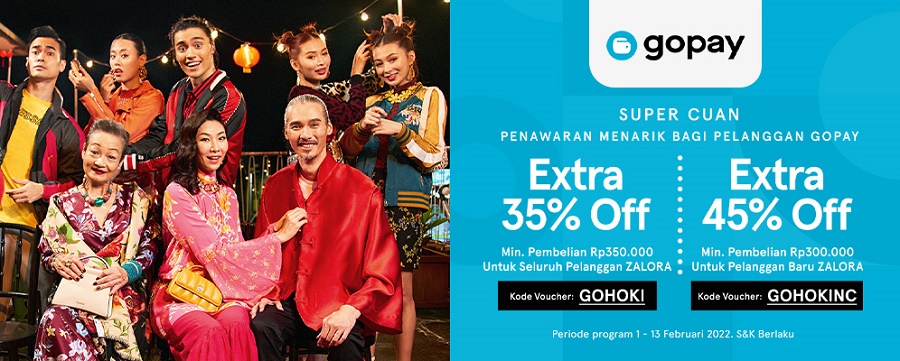 gopay
SUPER CUAN
PENAWARAN MENARIK BAGI PELANGGAN GOPAY
Extra
35% Off
Min. Pembelian Rp350.000
Untuk Seluruh Pelanggan ZALORA
Kode Voucher: GOHOKI
Extra
45% Off
Min. Pembelian Rp300.000
Untuk Pelanggan Baru ZALORA
Kode Voucher: GOHOKINC
Periode program 1 - 13 Februari 2022. S&K Berlaku